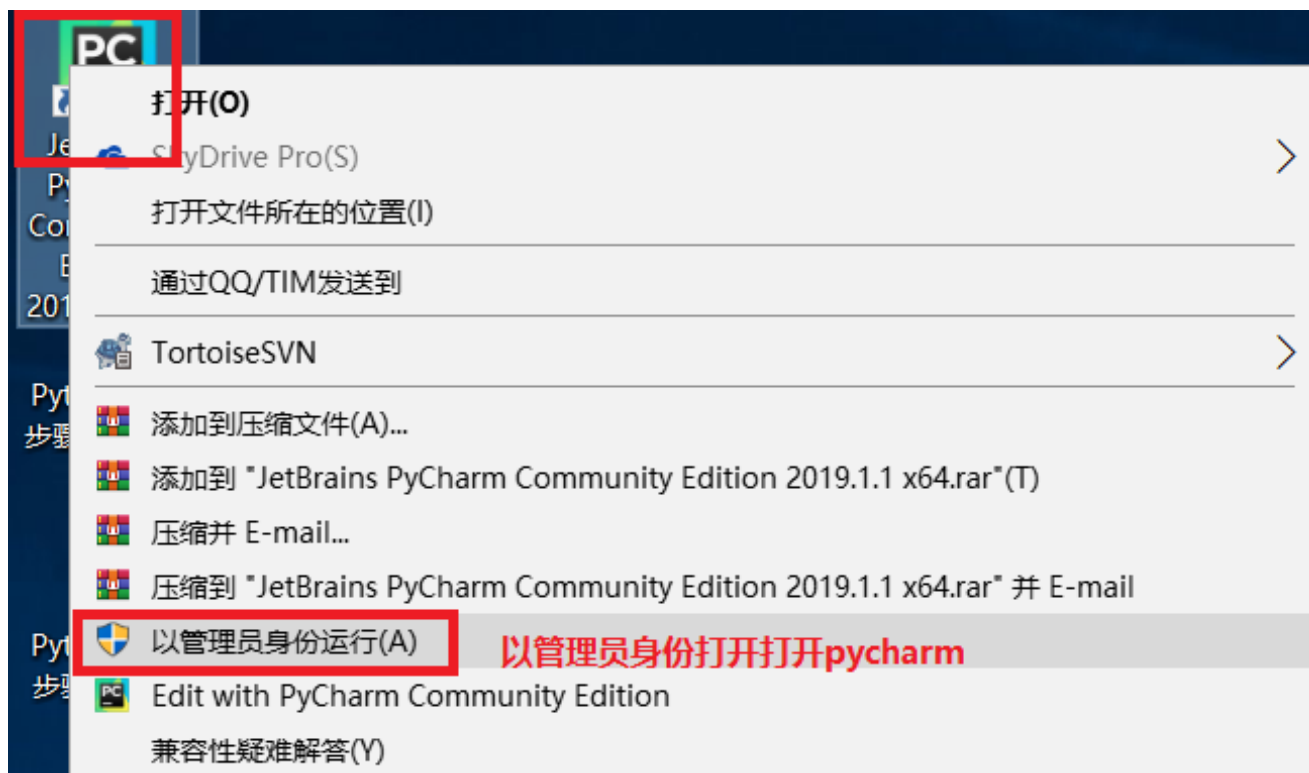 PC
打开(O)
SkyDrive Pro(S)
打开文件所在的位置(I)
通过QQ/TIM发送到
TortoiseSVN
添加到压缩文件(A)...
添加到 "JetBrains PyCharm Community Edition 2019.1.1 x64.rar"(T)
压缩并 E-mail...
压缩到 "JetBrains PyCharm Community Edition 2019.1.1 x64.rar" 并 E-mail
以管理员身份运行(A)
以管理员身份打开打开pycharm
Edit with PyCharm Community Edition
兼容性疑难解答(Y)